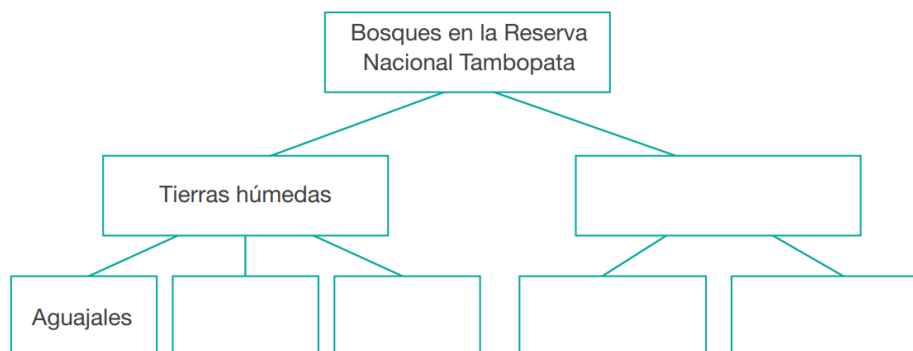 Bosques en la Reserva
Nacional Tambopata
Tierras húmedas
Aguajales